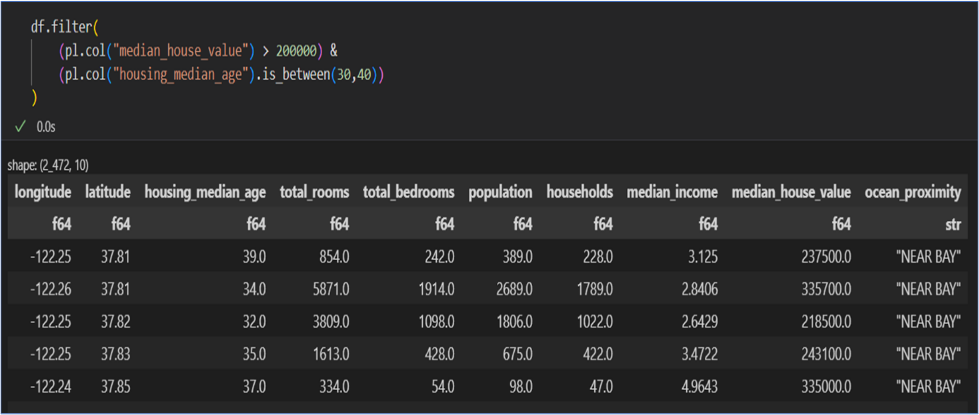 df.filter(
(pl.col("median_house_value") > 200000) &
(pl.col("housing_median_age").is_between(30,40))
)
✓ 0.0s
shape: (2_472, 10)
longitude latitude housing_median_age total_rooms total_bedrooms population households median_income median_house_value ocean_proximity
f64 f64 f64 f64 f64 f64 f64 f64 f64 str
-122.25 37.81 39.0 854.0 242.0 389.0 228.0 3.125 237500.0 "NEAR BAY"
-122.26 37.81 34.0 5871.0 1914.0 2689.0 1789.0 2.8406 335700.0 "NEAR BAY"
-122.25 37.82 32.0 3809.0 1098.0 1806.0 1022.0 2.6429 218500.0 "NEAR BAY"
-122.25 37.83 35.0 1613.0 428.0 675.0 422.0 3.4722 243100.0 "NEAR BAY"
-122.24 37.85 37.0 334.0 54.0 98.0 47.0 4.9643 335000.0 "NEAR BAY"